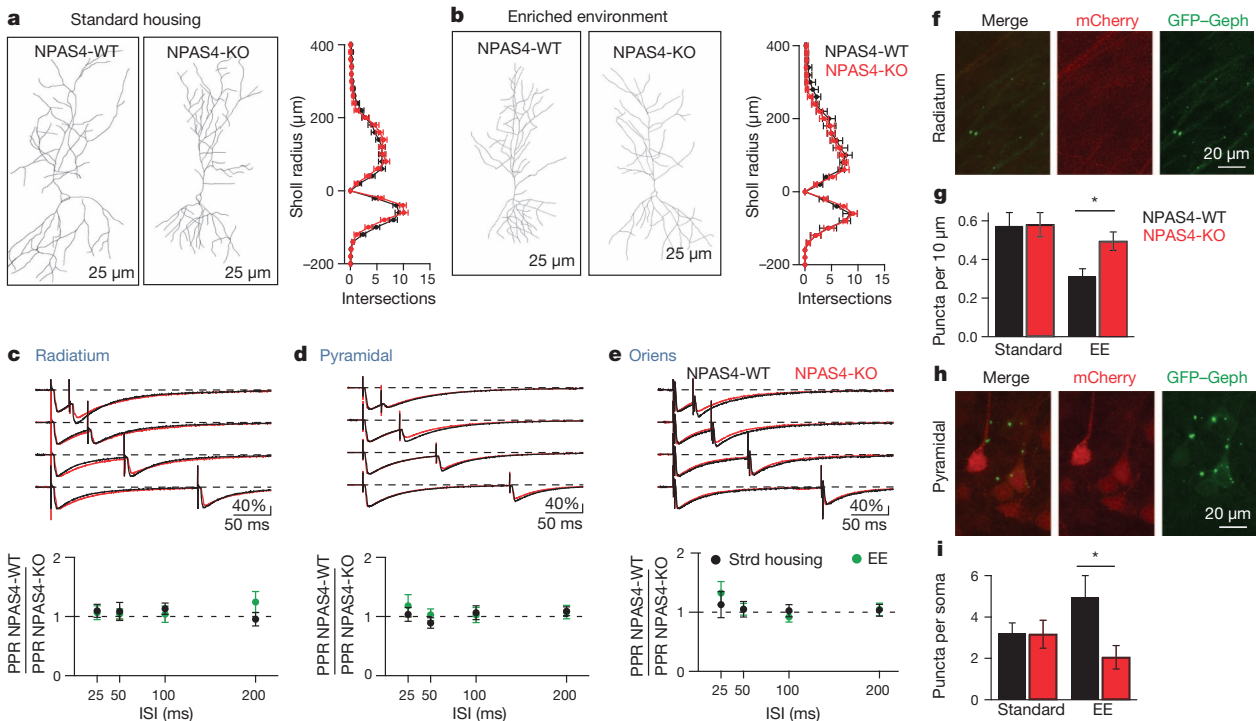 a
Standard housing
NPAS4-WT
NPAS4-KO
25 µm
25 µm
Sholl radius (µm)
400
200
0
−200
0 5 10 15
Intersections
b
Enriched environment
NPAS4-WT
NPAS4-KO
25 µm
25 µm
Sholl radius (µm)
400
200
0
−200
NPAS4-WT
NPAS4-KO
0 5 10 15
Intersections
c Radiatium
40%
50 ms
PPR NPAS4-WT
PPR NPAS4-KO
2
1
0
25 50 100 200
ISI (ms)
d Pyramidal
40%
50 ms
PPR NPAS4-WT
PPR NPAS4-KO
2
1
0
25 50 100 200
ISI (ms)
e Oriens
NPAS4-WT NPAS4-KO
40%
50 ms
PPR NPAS4-WT
PPR NPAS4-KO
2
1
0
Strd housing EE
25 50 100 200
ISI (ms)
f
Merge mCherry GFP–Geph
Radiatum
20 µm
g
Puncta per 10 µm
0.6
0.4
0.2
0.0
*
NPAS4-WT
NPAS4-KO
Standard EE
h
Merge mCherry GFP–Geph
Pyramidal
20 µm
i
Puncta per soma
6
4
2
0
*
Standard EE